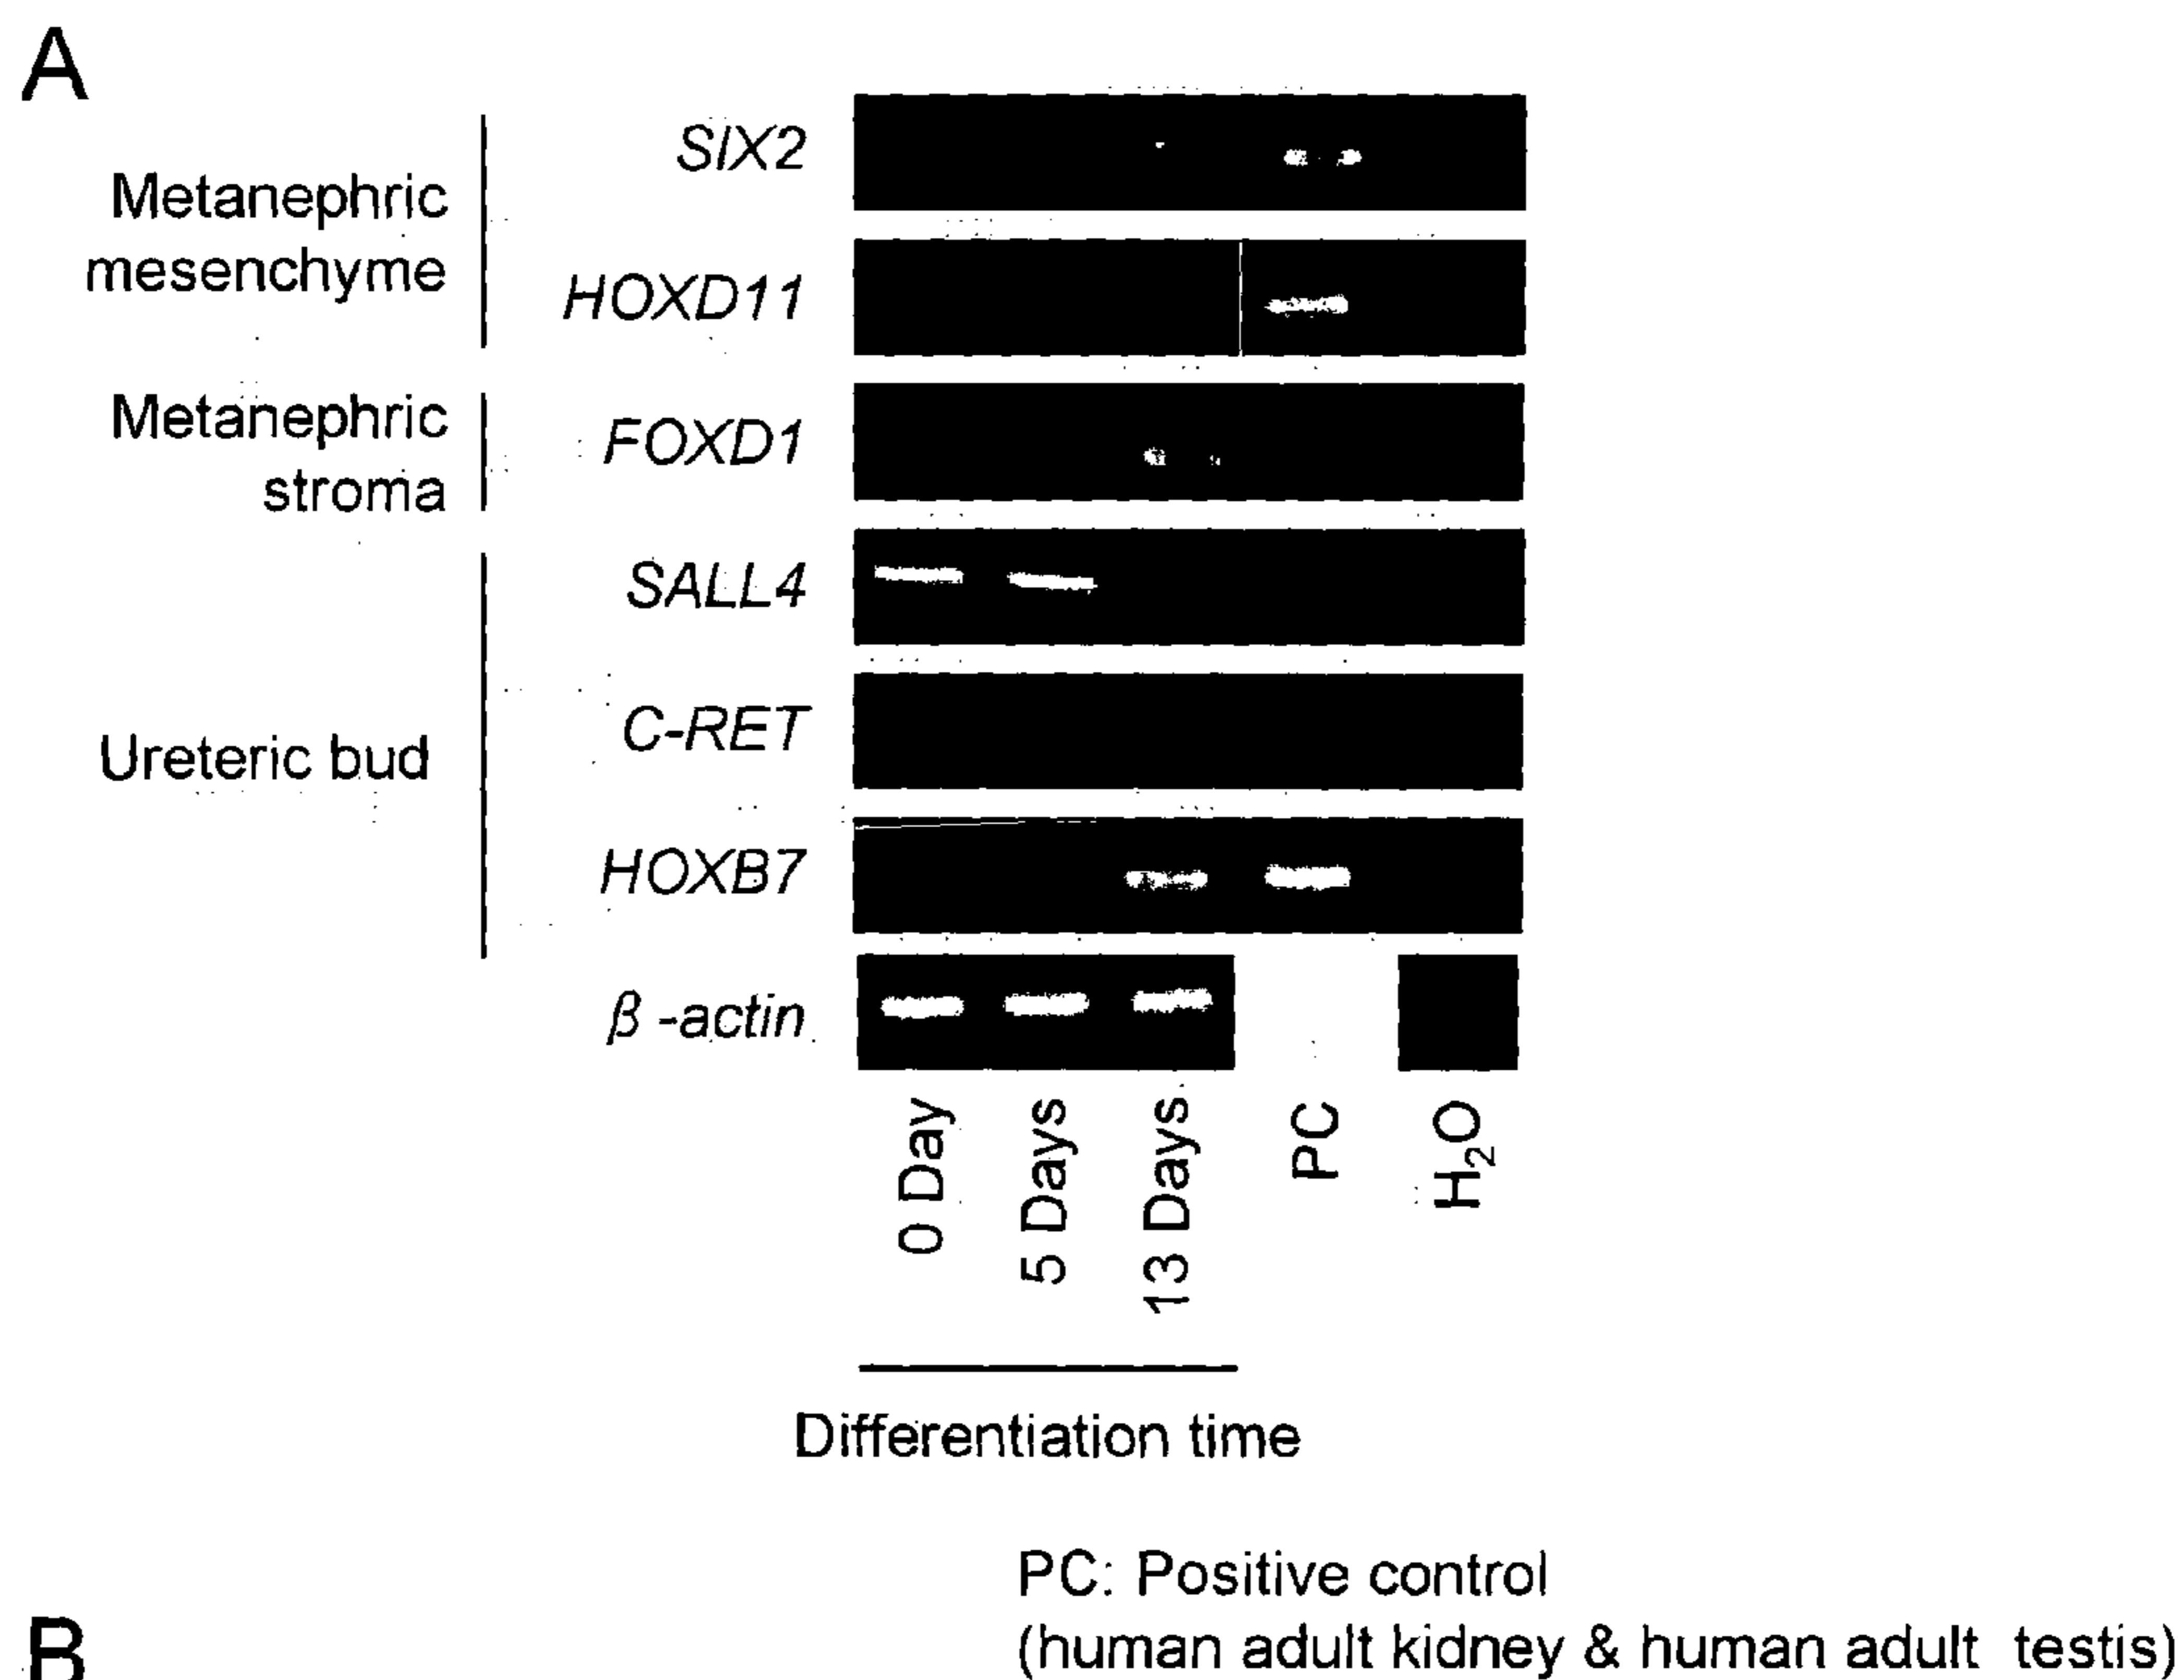 A
SIX2
Metanephric
mesenchyme
HOXD11
Metanephric
stroma
FOXD1
SALL4
C-RET
Ureteric bud
HOXB7
β -actin
0 Day
5 Days
13 Days
PC
H₂O
Differentiation time
PC: Positive control
(human adult kidney & human adult testis)
B